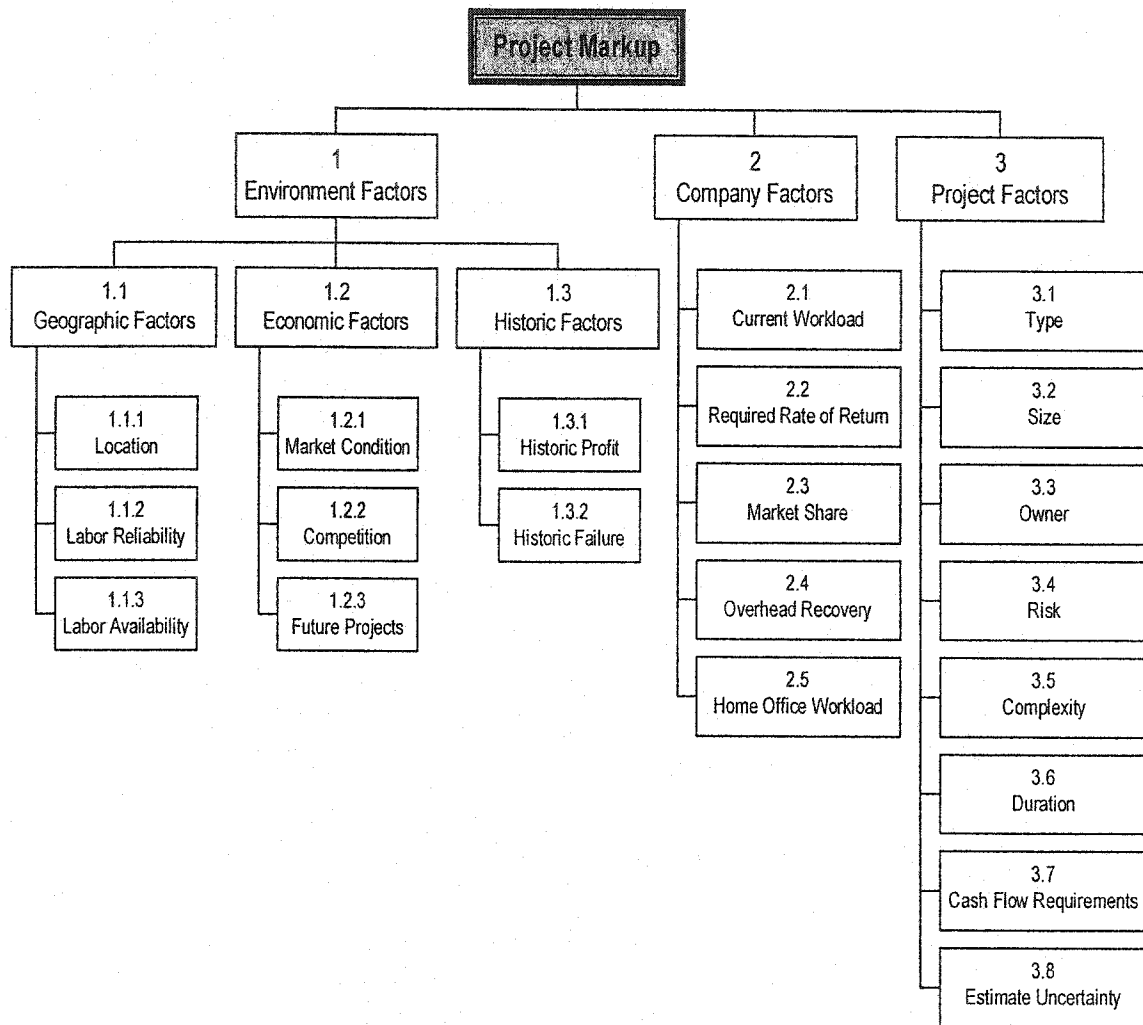 Project Markup
1
Environment Factors
2
Company Factors
3
Project Factors
1.1
Geographic Factors
1.2
Economic Factors
1.3
Historic Factors
1.1.1
Location
1.1.2
Labor Reliability
1.1.3
Labor Availability
1.2.1
Market Condition
1.2.2
Competition
1.2.3
Future Projects
1.3.1
Historic Profit
1.3.2
Historic Failure
2.1
Current Workload
2.2
Required Rate of Return
2.3
Market Share
2.4
Overhead Recovery
2.5
Home Office Workload
3.1
Type
3.2
Size
3.3
Owner
3.4
Risk
3.5
Complexity
3.6
Duration
3.7
Cash Flow Requirements
3.8
Estimate Uncertainty